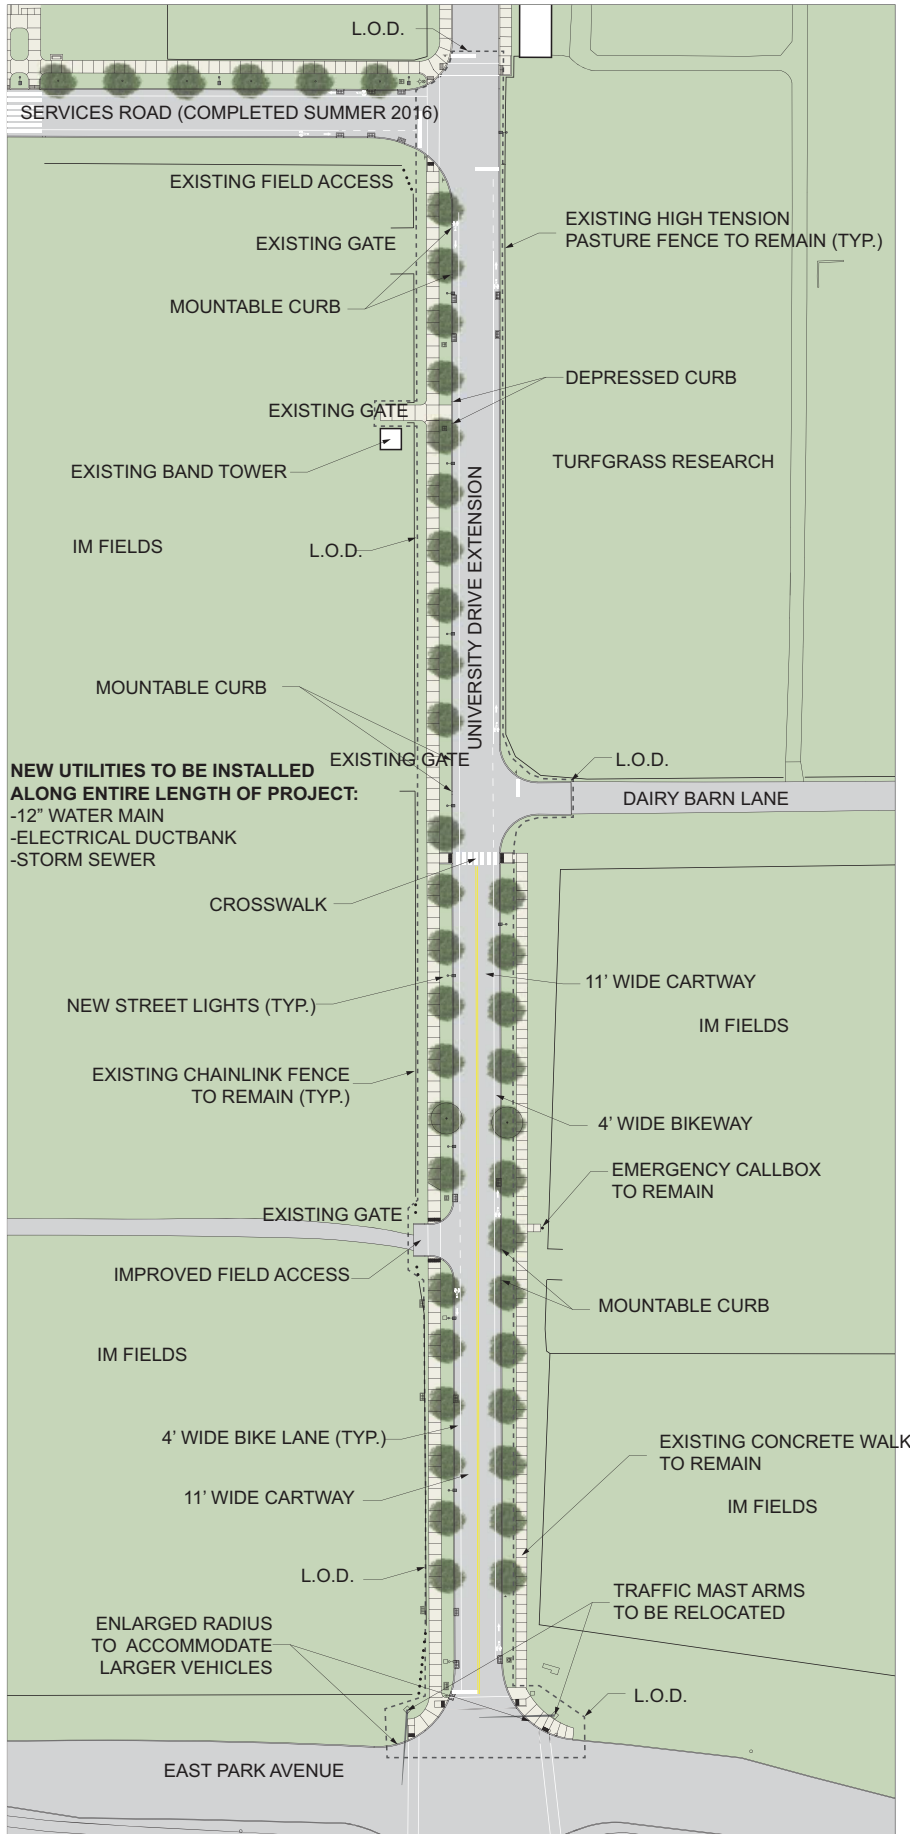 L.O.D.
SERVICES ROAD (COMPLETED SUMMER 2016)
EXISTING FIELD ACCESS
EXISTING HIGH TENSION
PASTURE FENCE TO REMAIN (TYP.)
EXISTING GATE
MOUNTABLE CURB
DEPRESSED CURB
EXISTING GATE
TURFGRASS RESEARCH
EXISTING BAND TOWER
UNIVERSITY DRIVE EXTENSION
IM FIELDS
L.O.D.
MOUNTABLE CURB
EXISTING GATE
L.O.D.
NEW UTILITIES TO BE INSTALLED
ALONG ENTIRE LENGTH OF PROJECT:
-12” WATER MAIN
-ELECTRICAL DUCTBANK
-STORM SEWER
DAIRY BARN LANE
CROSSWALK
11’ WIDE CARTWAY
NEW STREET LIGHTS (TYP.)
IM FIELDS
EXISTING CHAINLINK FENCE
TO REMAIN (TYP.)
4’ WIDE BIKEWAY
EMERGENCY CALLBOX
TO REMAIN
EXISTING GATE
IMPROVED FIELD ACCESS
MOUNTABLE CURB
IM FIELDS
4’ WIDE BIKE LANE (TYP.)
EXISTING CONCRETE WALK
TO REMAIN
11’ WIDE CARTWAY
IM FIELDS
L.O.D.
TRAFFIC MAST ARMS
TO BE RELOCATED
ENLARGED RADIUS
TO ACCOMMODATE
LARGER VEHICLES
L.O.D.
EAST PARK AVENUE